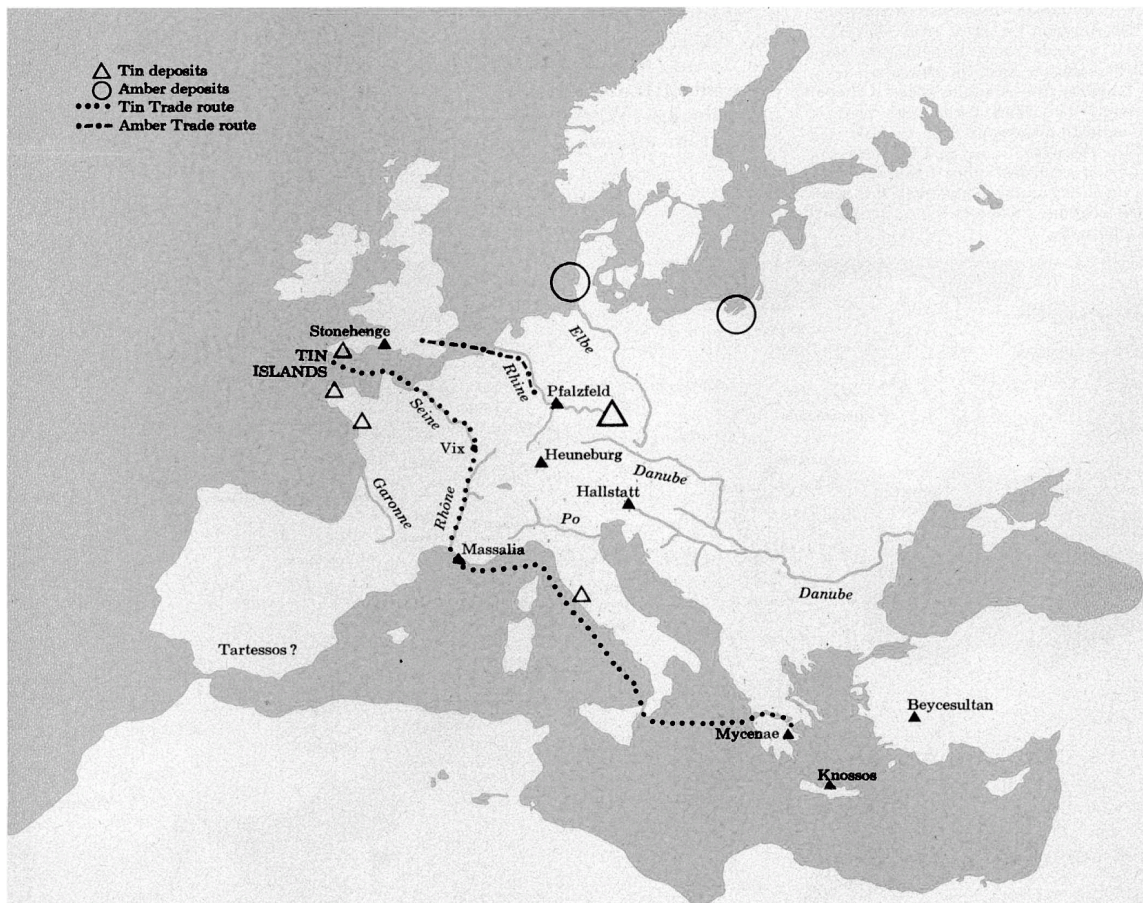 Tin deposits
Amber deposits
Tin Trade route
Amber Trade route
Stonehenge
TIN
ISLANDS
Elbe
Rhine
Pfalzfeld
Seine
Vix
Heuneburg
Danube
Hallstatt
Garonne
Rhône
Po
Massalia
Danube
Tartessos ?
Beycesultan
Mycenae
Knossos